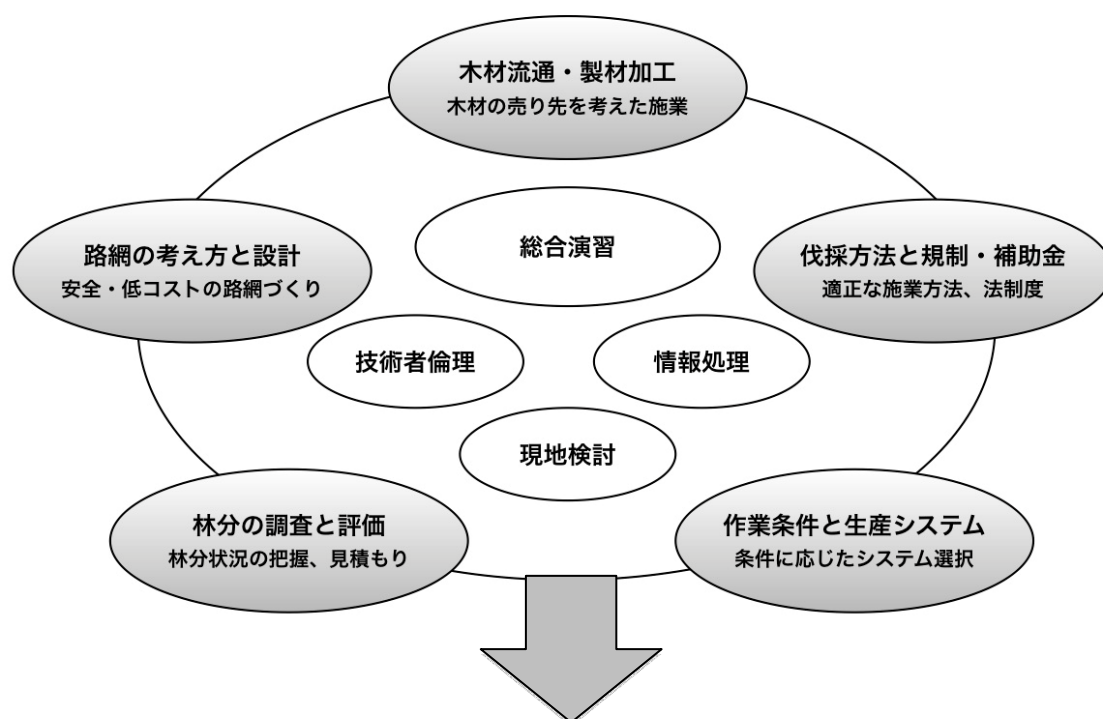 木材流通・製材加工
木材の売り先を考えた施業
路網の考え方と設計
安全・低コストの路網づくり
総合演習
伐採方法と規制・補助金
適正な施業方法、法制度
技術者倫理
情報処理
現地検討
林分の調査と評価
林分状況の把握、見積もり
作業条件と生産システム
条件に応じたシステム選択